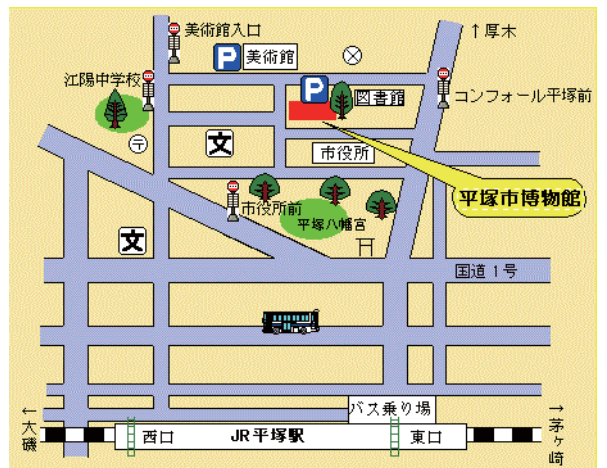 美術館入口
↑厚木
P
美術館
江陽中学校
P
図書館
コンフォール平塚前
〒
文
市役所
平塚市博物館
市役所前
平塚八幡宮
文
国道1号
バス乗り場
←大磯
西口
JR平塚駅
東口
→茅ヶ崎